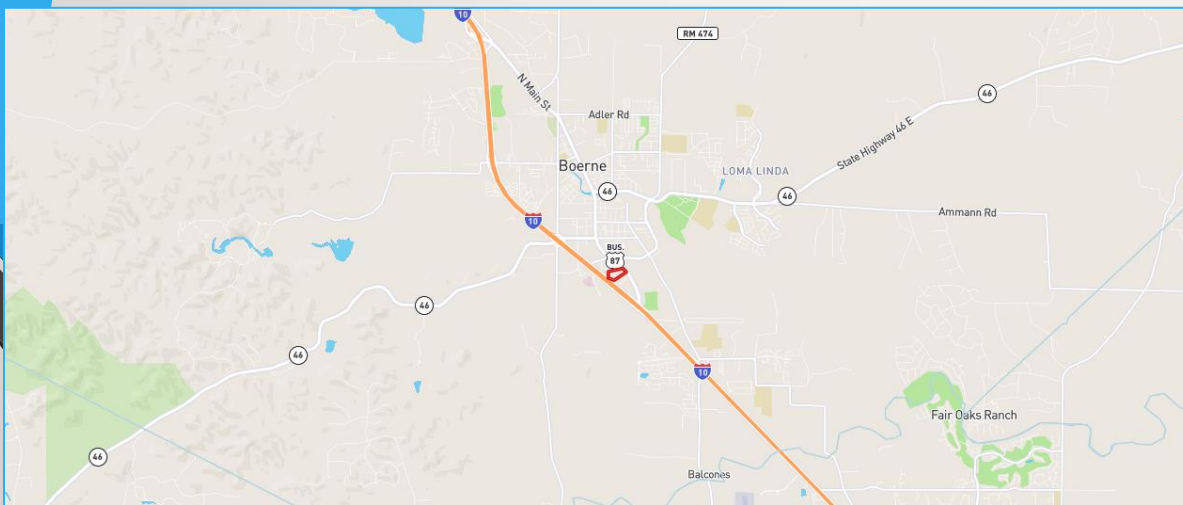 10
RM 474
46
N Main St
Adler Rd
State Highway 46 E
Boerne
LOMA LINDA
46
46
Ammann Rd
10
BUS.
87
46
46
10
Fair Oaks Ranch
46
Balcones